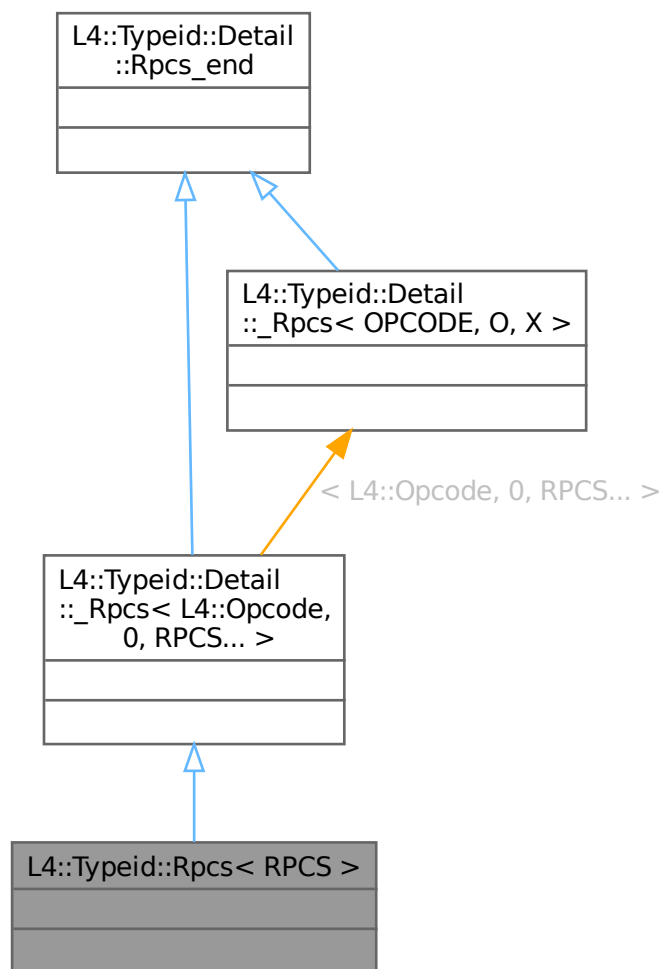 L4::Typeid::Detail
::Rpcs_end
L4::Typeid::Detail
::_Rpcs< OPCODE, O, X >
< L4::Opcode, 0, RPCS... >
L4::Typeid::Detail
::_Rpcs< L4::Opcode,
0, RPCS... >
L4::Typeid::Rpcs< RPCS >